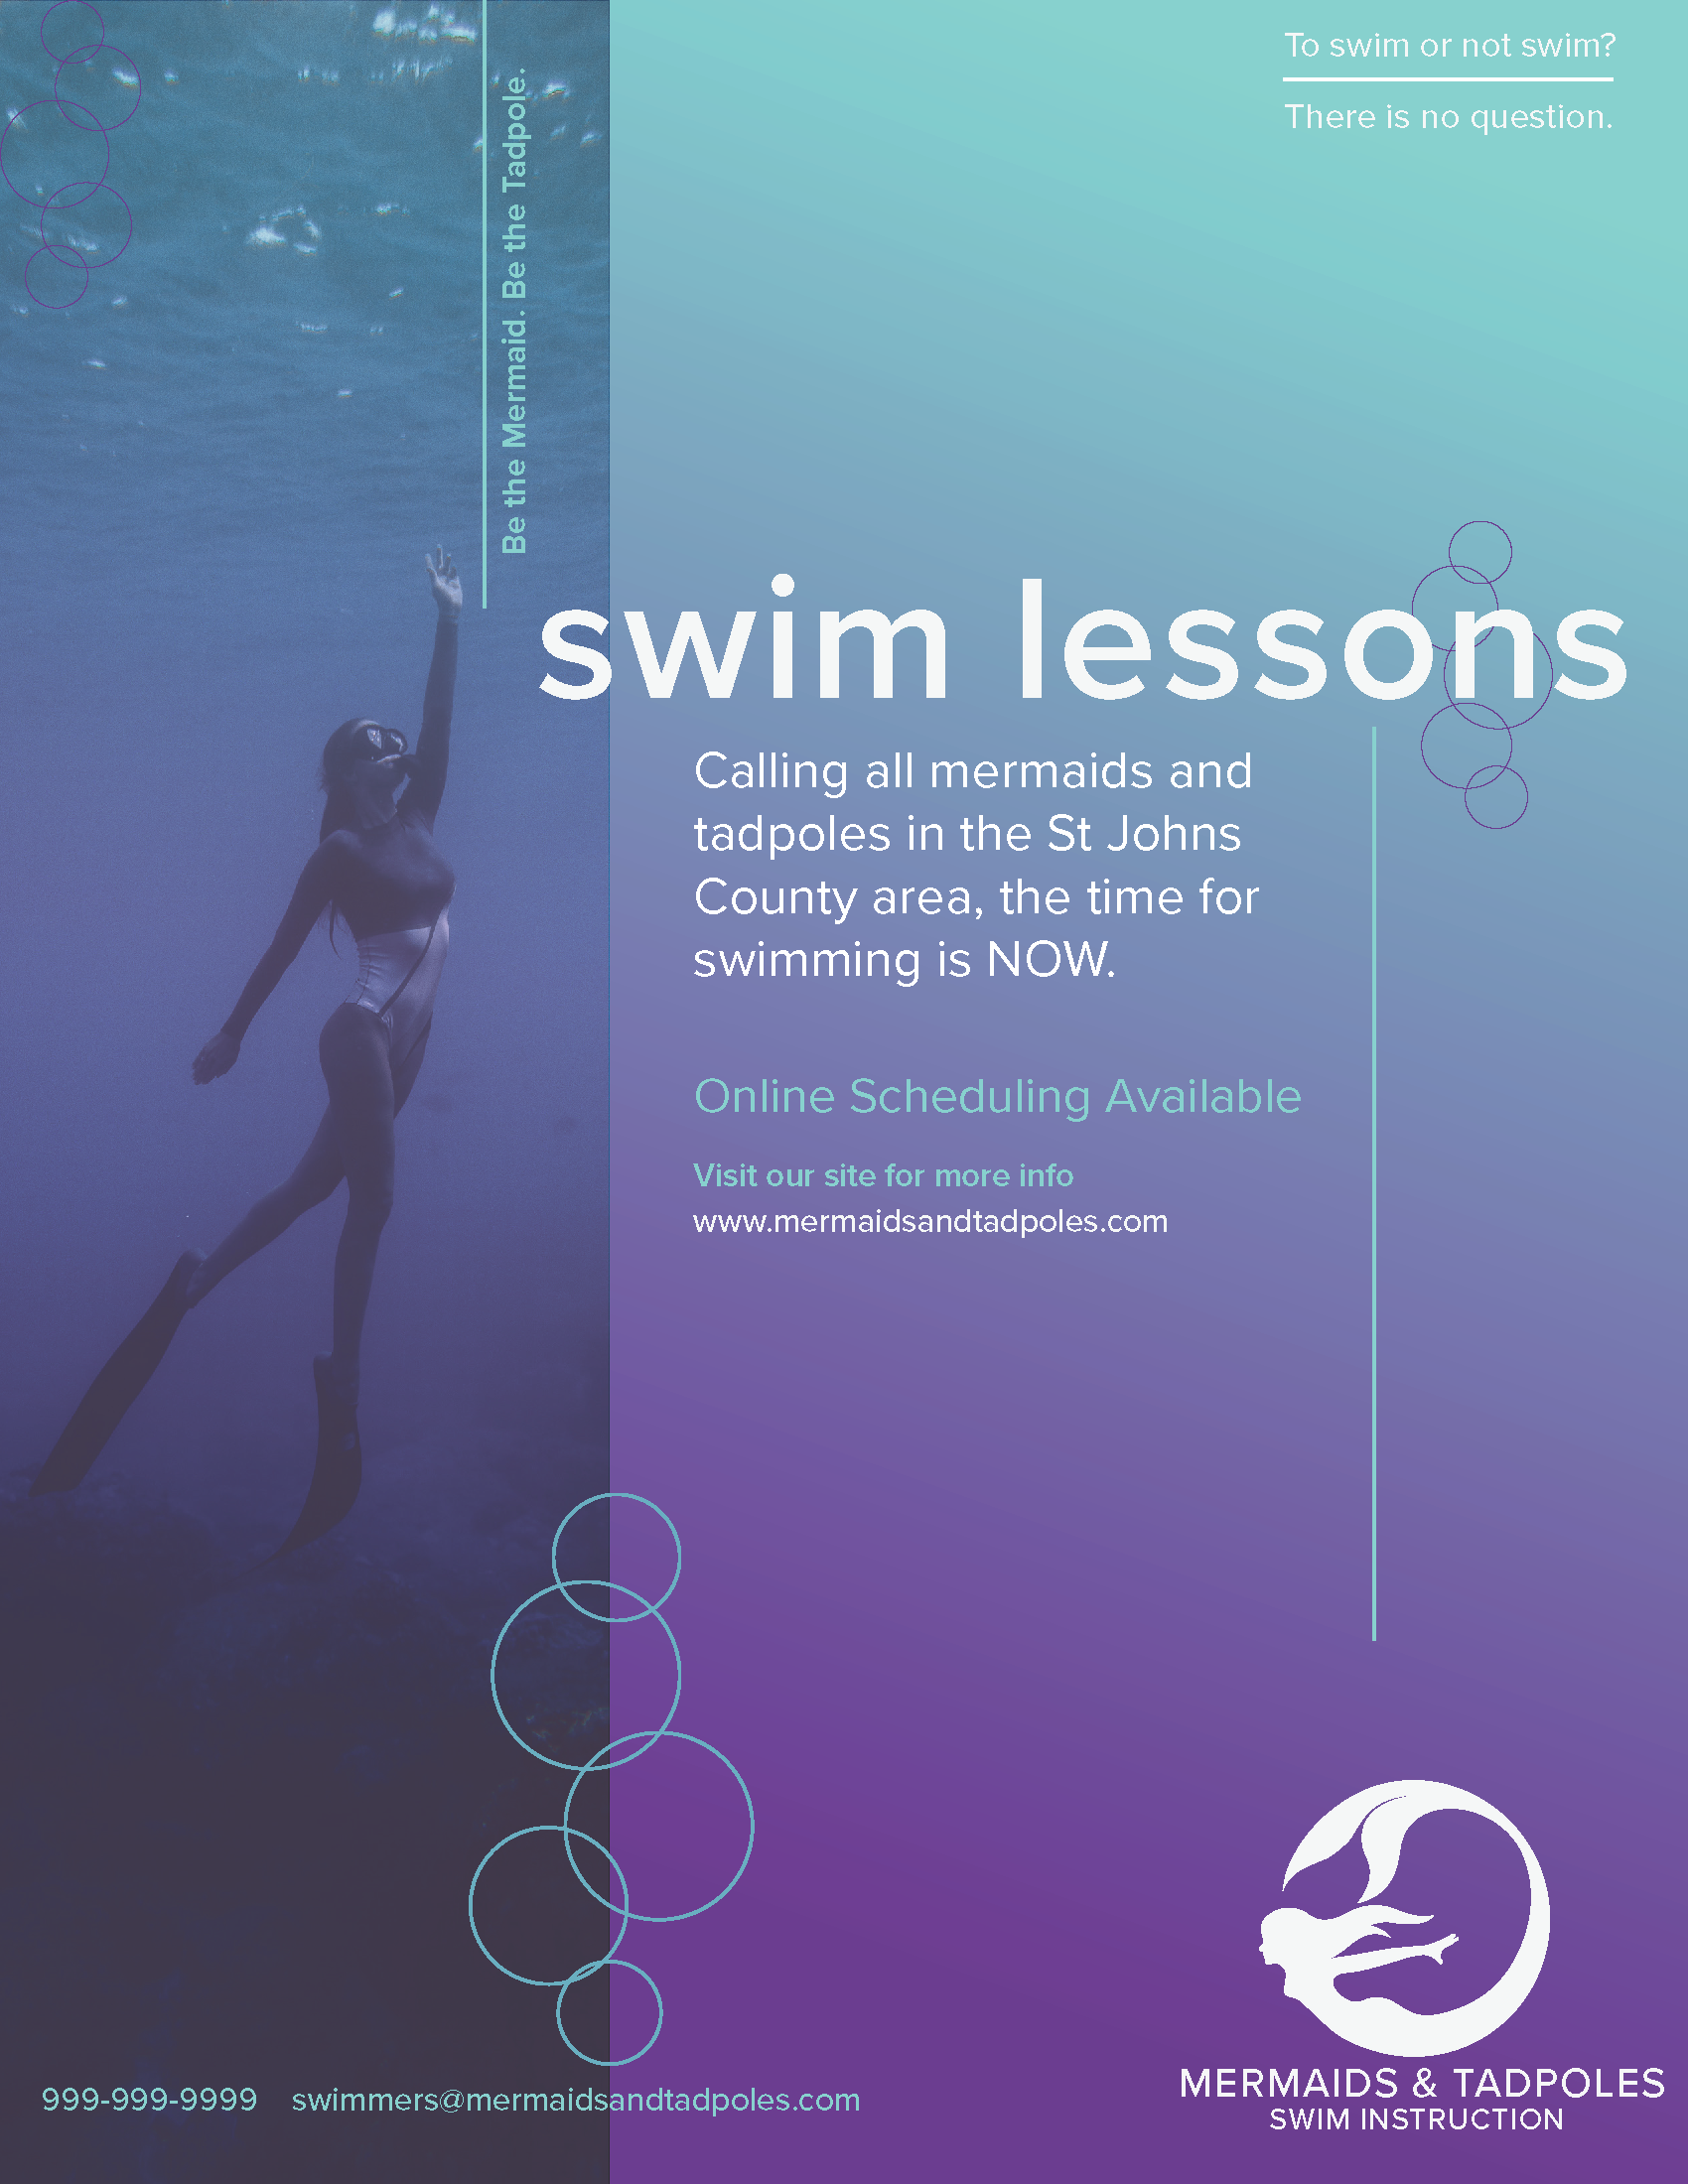 To swim or not swim?
There is no question.
Be the Mermaid. Be the Tadpole.
swim lessons
Calling all mermaids and
tadpoles in the St Johns
County area, the time for
swimming is NOW.
Online Scheduling Available
Visit our site for more info
www.mermaidsandtadpoles.com
999-999-9999 swimmers@mermaidsandtadpoles.com
MERMAIDS & TADPOLES
SWIM INSTRUCTION